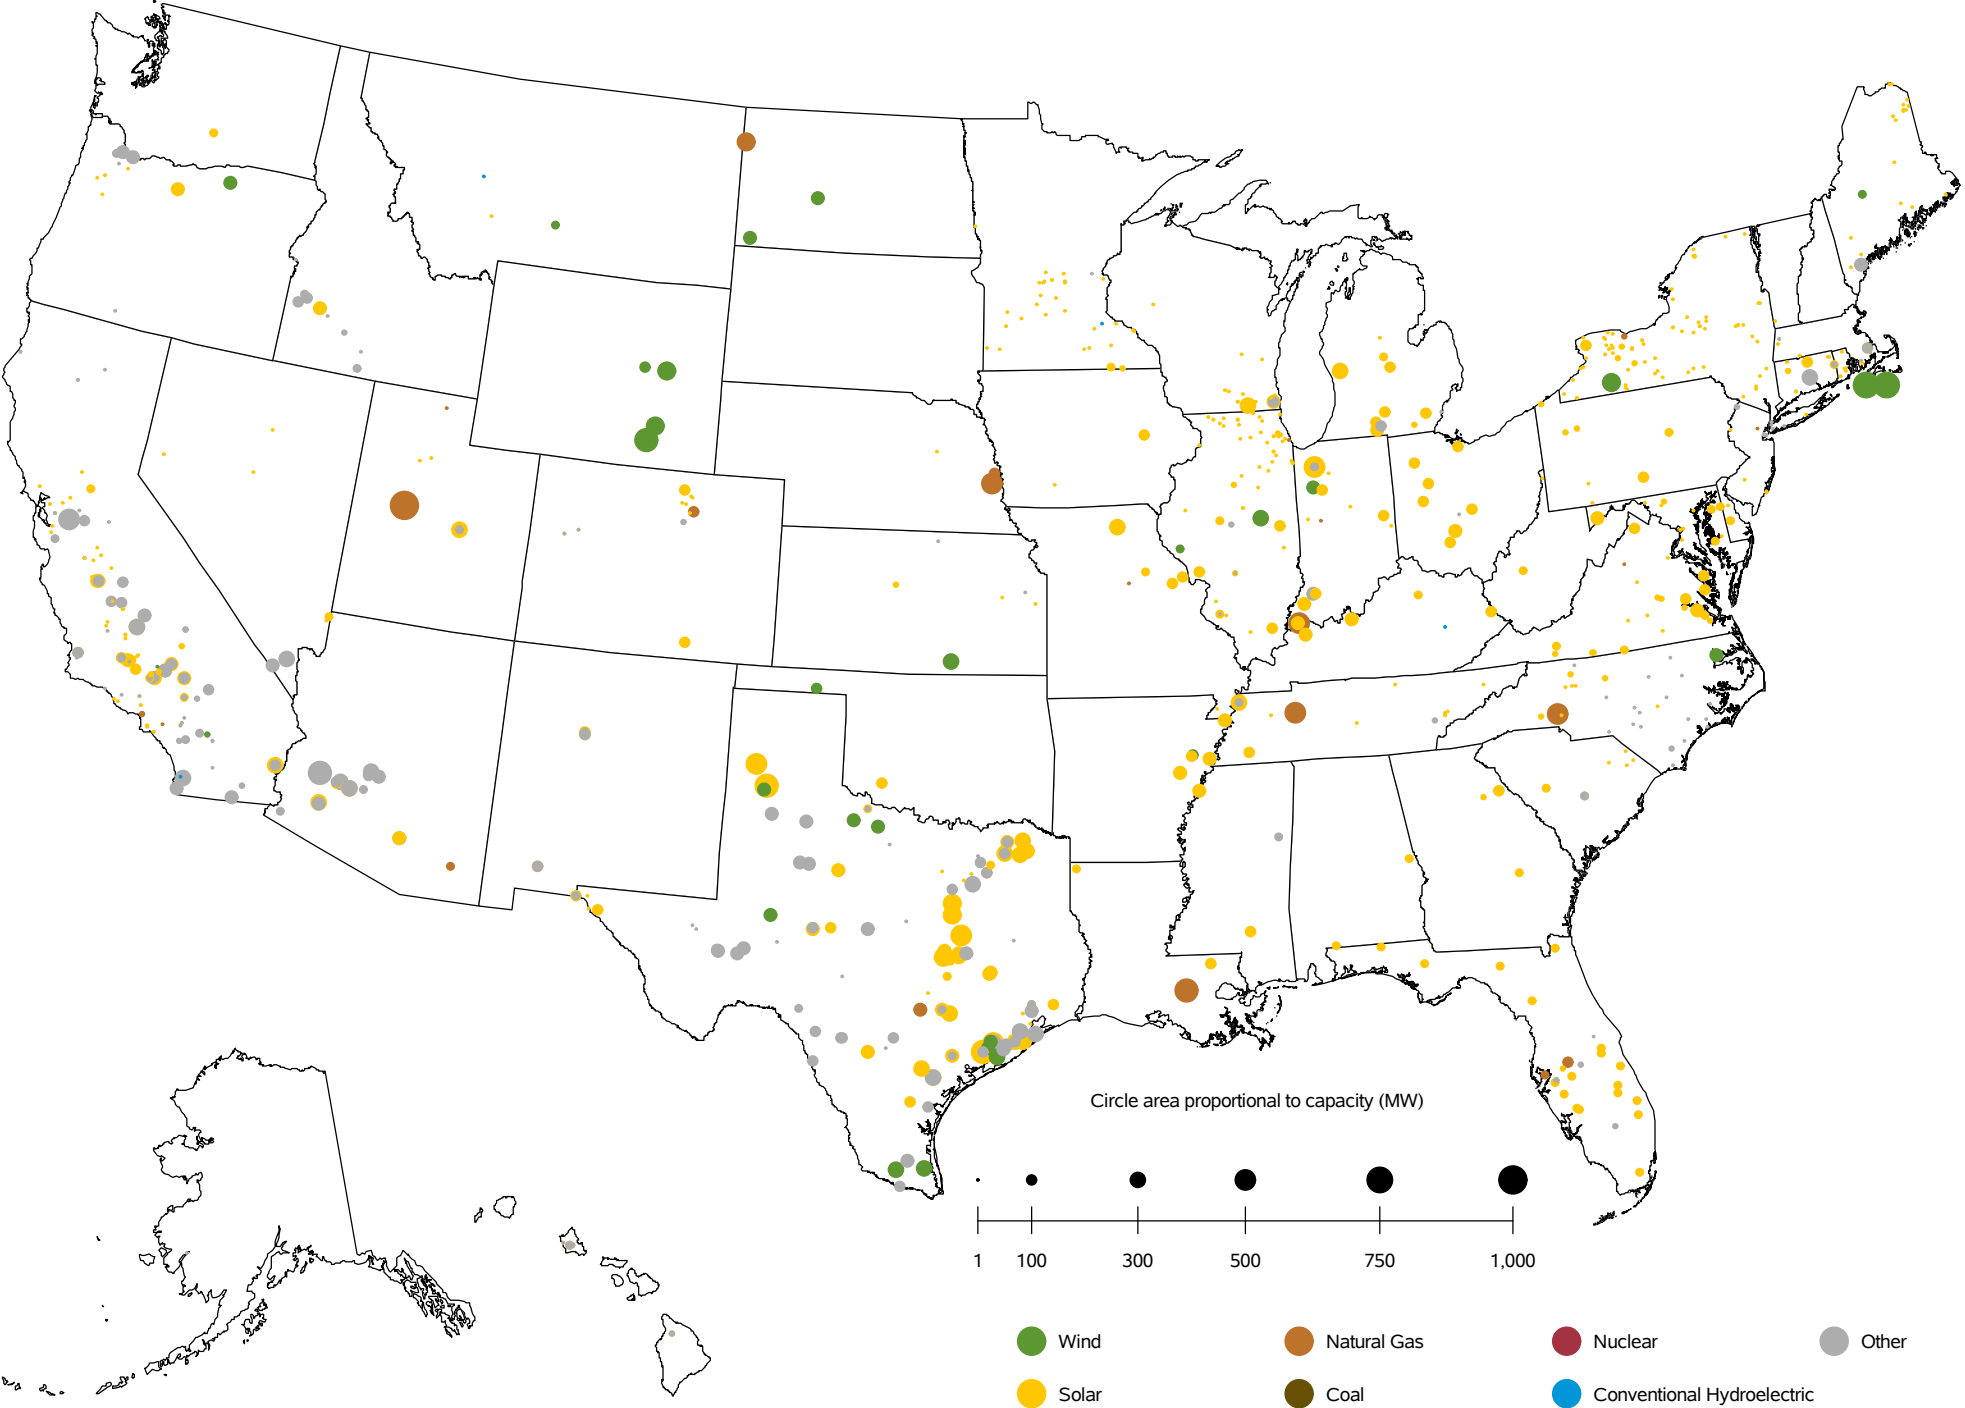 Circle area proportional to capacity (MW)
1 100 300 500 750 1,000
Wind Natural Gas Nuclear Other
Solar Coal Conventional Hydroelectric